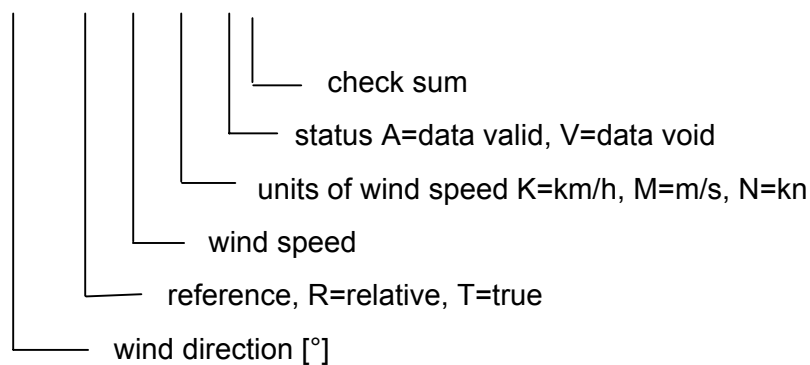 check sum
status A=data valid, V=data void
units of wind speed K=km/h, M=m/s, N=kn
wind speed
reference, R=relative, T=true
wind direction [°]